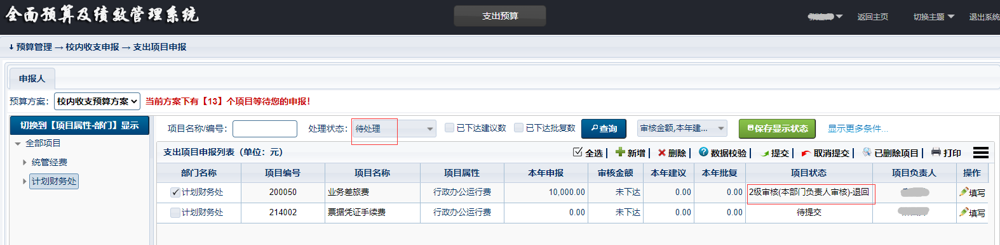 全面预算及绩效管理系统
支出预算
返回主页 切换主题 退出系统
预算管理 → 校内收支申报 → 支出项目申报
申报人
预算方案： 校内收支预算方案 当前方案下有【13】个项目等待您的申报！
切换到【项目属性-部门】显示
全部项目
统管经费
计划财务处
项目名称/编号： 处理状态： 待处理 已下达建议数 已下达批复数 查询 审核金额,本年建... 保存显示状态 显示更多条件...
支出项目申报列表（单位：元） 全选 | 新增 | 删除 | 数据校验 | 提交 | 取消提交 | 已删除项目 | 打印
部门名称 项目编号 项目名称 项目属性 本年申报 审核金额 本年建议 本年批复 项目状态 项目负责人 操作
计划财务处 200050 业务差旅费 行政办公运行费 10,000.00 未下达 0.00 0.00 2级审核(本部门负责人审核)-退回 填写
计划财务处 214002 票据凭证手续费 行政办公运行费 0.00 未下达 0.00 0.00 待提交 填写